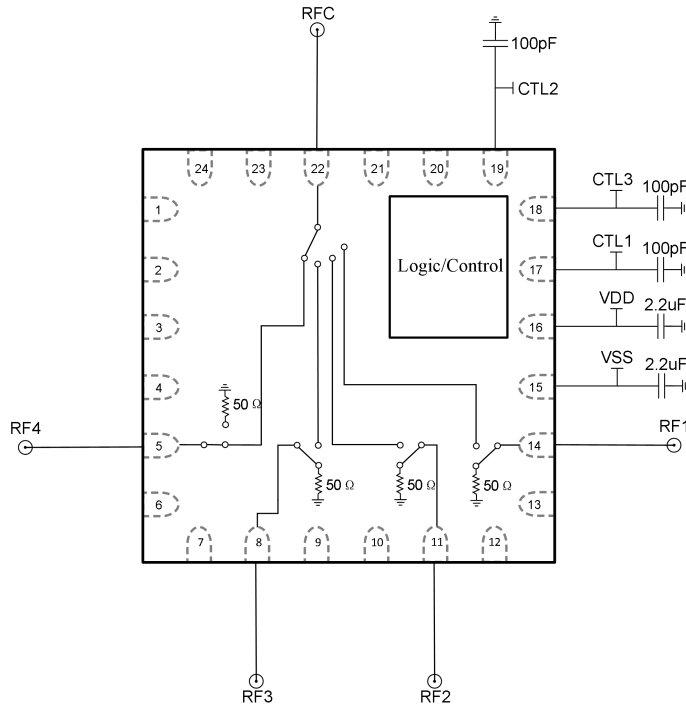 RFC
100pF
CTL2
24 23 22 21 20 19
1
2
3
4
5
6
18
17
16
15
14
13
CTL3
100pF
CTL1
100pF
VDD
2.2uF
VSS
2.2uF
Logic/Control
RF4
50 Ω
RF1
50 Ω
50 Ω
50 Ω
7 8 9 10 11 12
RF3
RF2